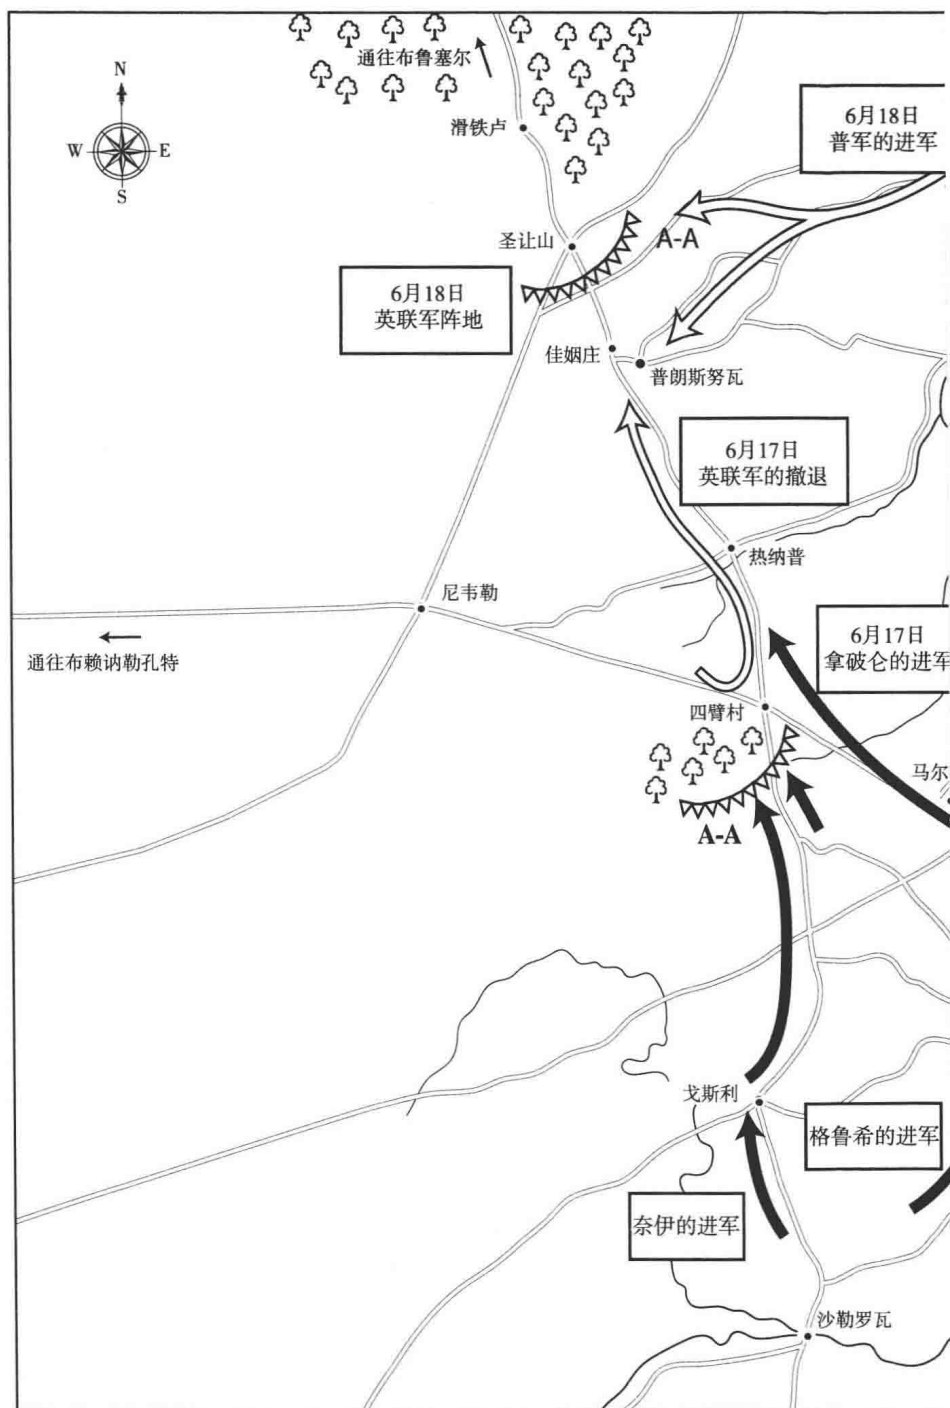 通往布鲁塞尔
N
W
E
S
滑铁卢
6月18日
普军的进军
圣让山
A-A
6月18日
英联军阵地
佳姻庄
普朗斯努瓦
6月17日
英联军的撤退
热纳普
尼韦勒
通往布赖讷勒孔特
6月17日
拿破仑的进军
四臂村
马尔
A-A
戈斯利
格鲁希的进军
奈伊的进军
沙勒罗瓦